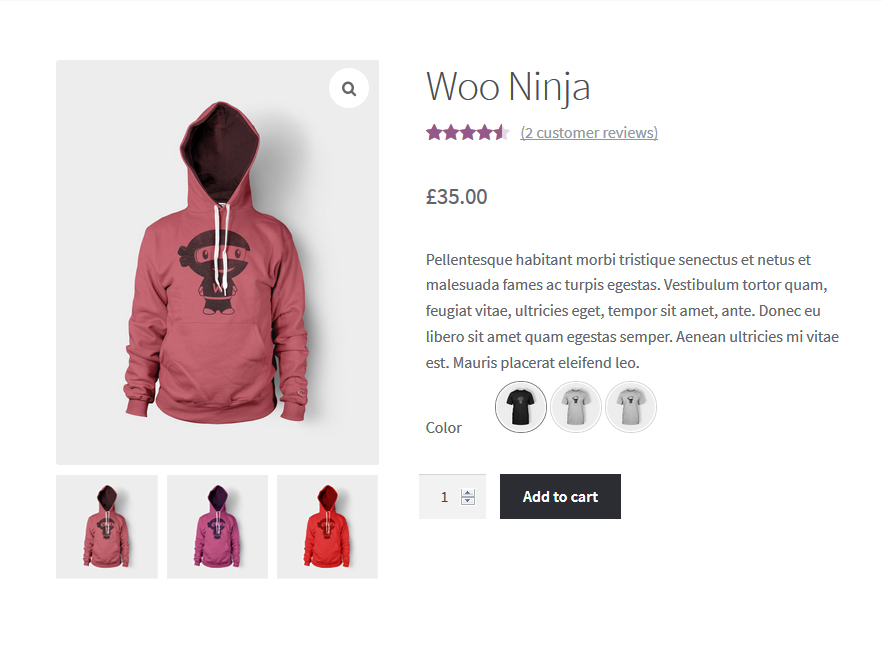 Woo Ninja
(2 customer reviews)
£35.00
Pellentesque habitant morbi tristique senectus et netus et
malesuada fames ac turpis egestas. Vestibulum tortor quam,
feugiat vitae, ultricies eget, tempor sit amet, ante. Donec eu
libero sit amet quam egestas semper. Aenean ultricies mi vitae
est. Mauris placerat eleifend leo.
Color
1
Add to cart
W